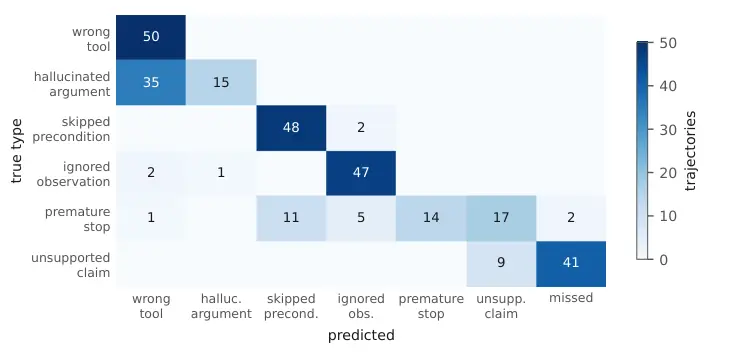 wrong
tool
50
hallucinated
argument
35 15
skipped
precondition
48 2
ignored
observation
2 1 47
premature
stop
1 11 5 14 17 2
unsupported
claim
9 41
true type
wrong
tool
halluc.
argument
skipped
precond.
ignored
obs.
premature
stop
unsupp.
claim
missed
predicted
50
40
30
20
10
0
trajectories